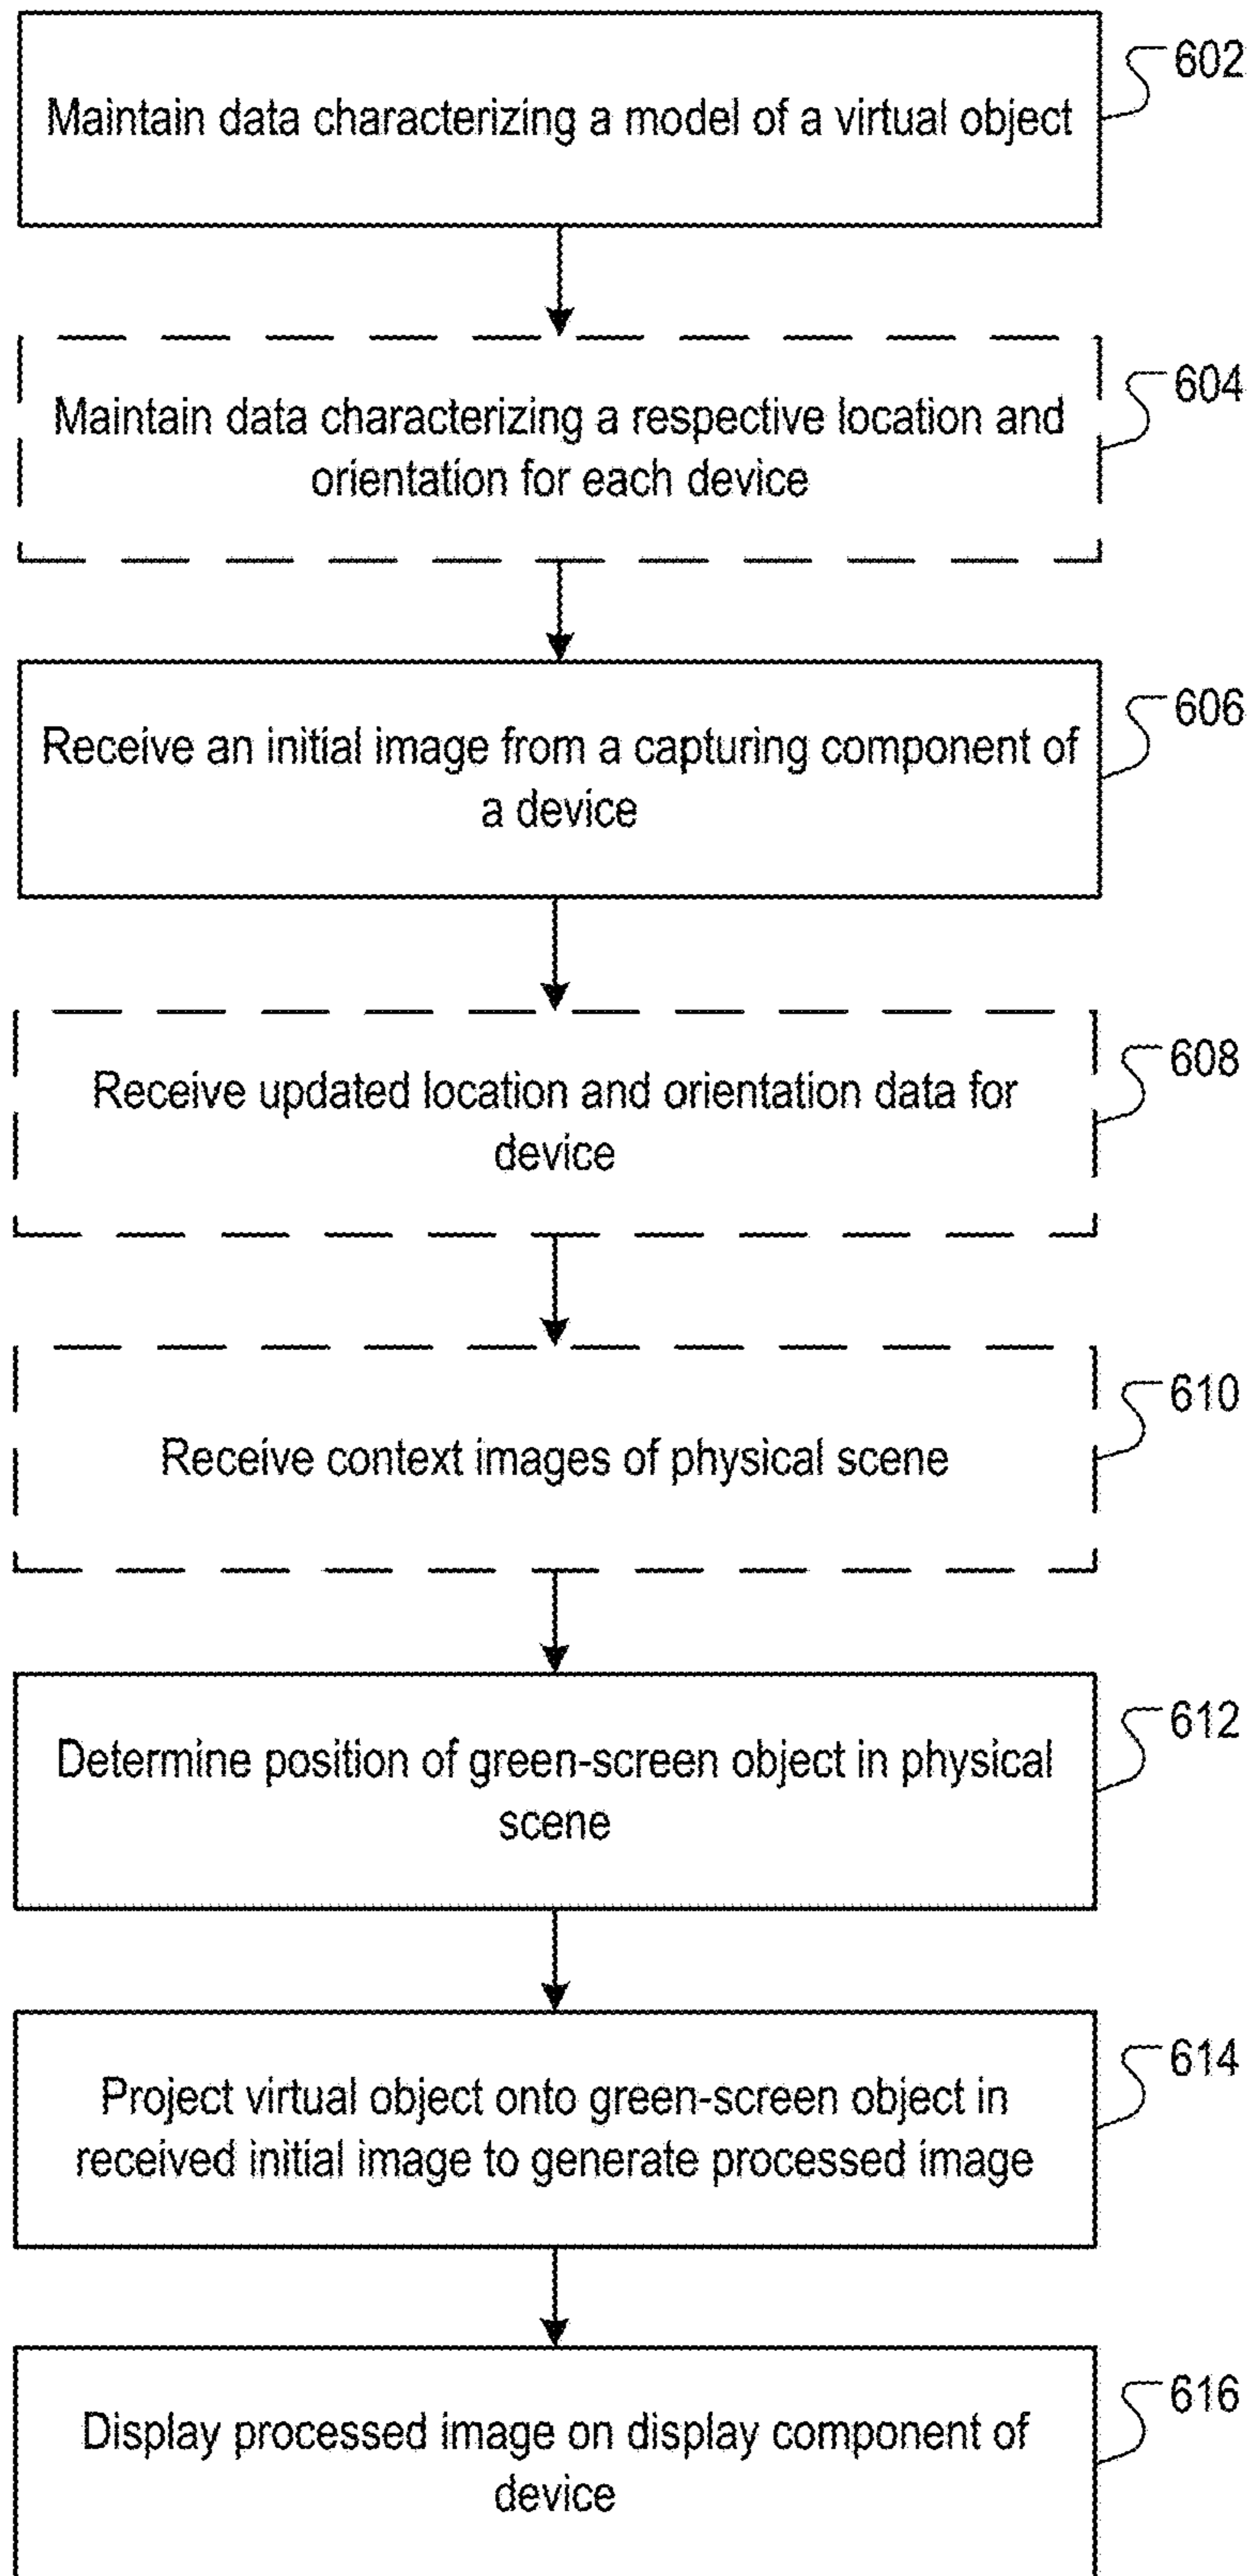 Maintain data characterizing a model of a virtual object
602
Maintain data characterizing a respective location and
orientation for each device
604
Receive an initial image from a capturing component of
a device
606
Receive updated location and orientation data for
device
608
Receive context images of physical scene
610
Determine position of green-screen object in physical
scene
612
Project virtual object onto green-screen object in
received initial image to generate processed image
614
Display processed image on display component of
device
616